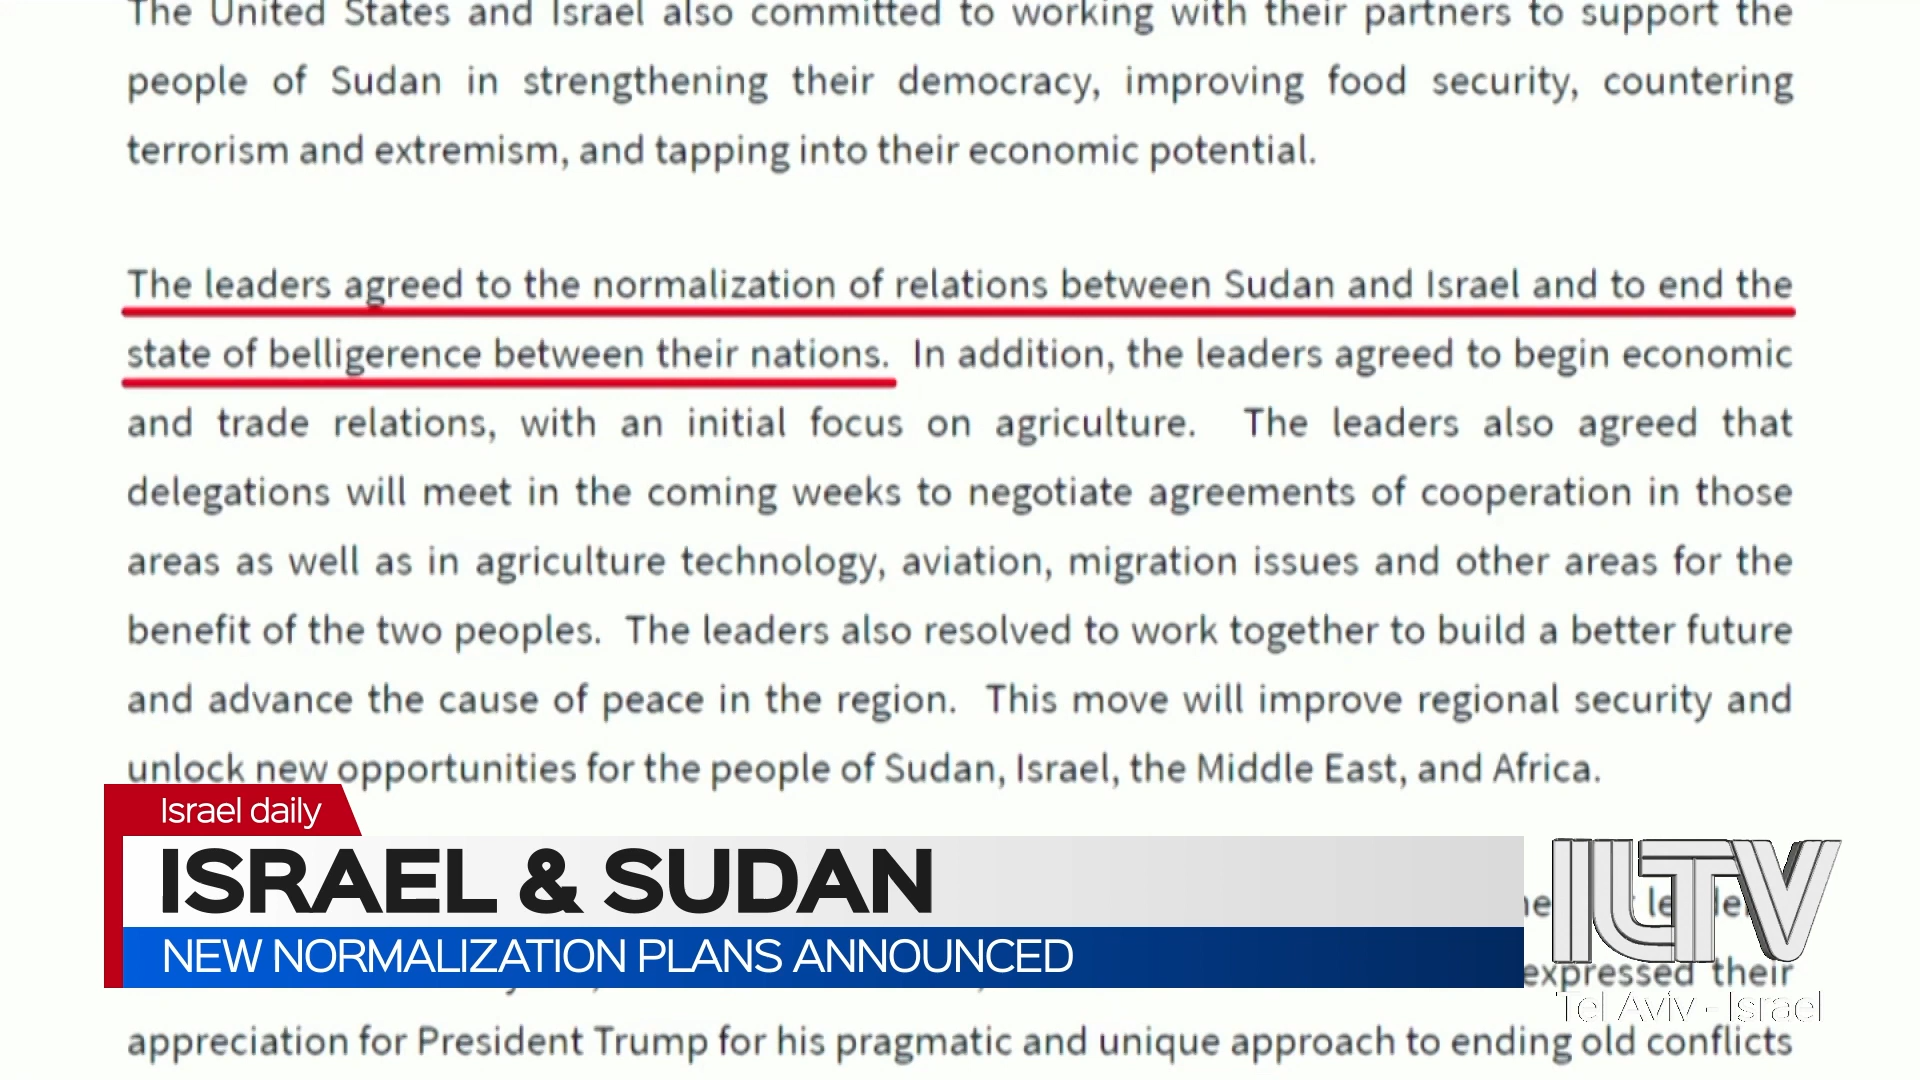 The United States and Israel also committed to working with their partners to support the
people of Sudan in strengthening their democracy, improving food security, countering
terrorism and extremism, and tapping into their economic potential.
The leaders agreed to the normalization of relations between Sudan and Israel and to end the
state of belligerence between their nations. In addition, the leaders agreed to begin economic
and trade relations, with an initial focus on agriculture. The leaders also agreed that
delegations will meet in the coming weeks to negotiate agreements of cooperation in those
areas as well as in agriculture technology, aviation, migration issues and other areas for the
benefit of the two peoples. The leaders also resolved to work together to build a better future
and advance the cause of peace in the region. This move will improve regional security and
unlock new opportunities for the people of Sudan, Israel, the Middle East, and Africa.
Israel daily
ISRAEL & SUDAN
NEW NORMALIZATION PLANS ANNOUNCED
ILTV
Tel Aviv - Israel
expressed their
appreciation for President Trump for his pragmatic and unique approach to ending old conflicts